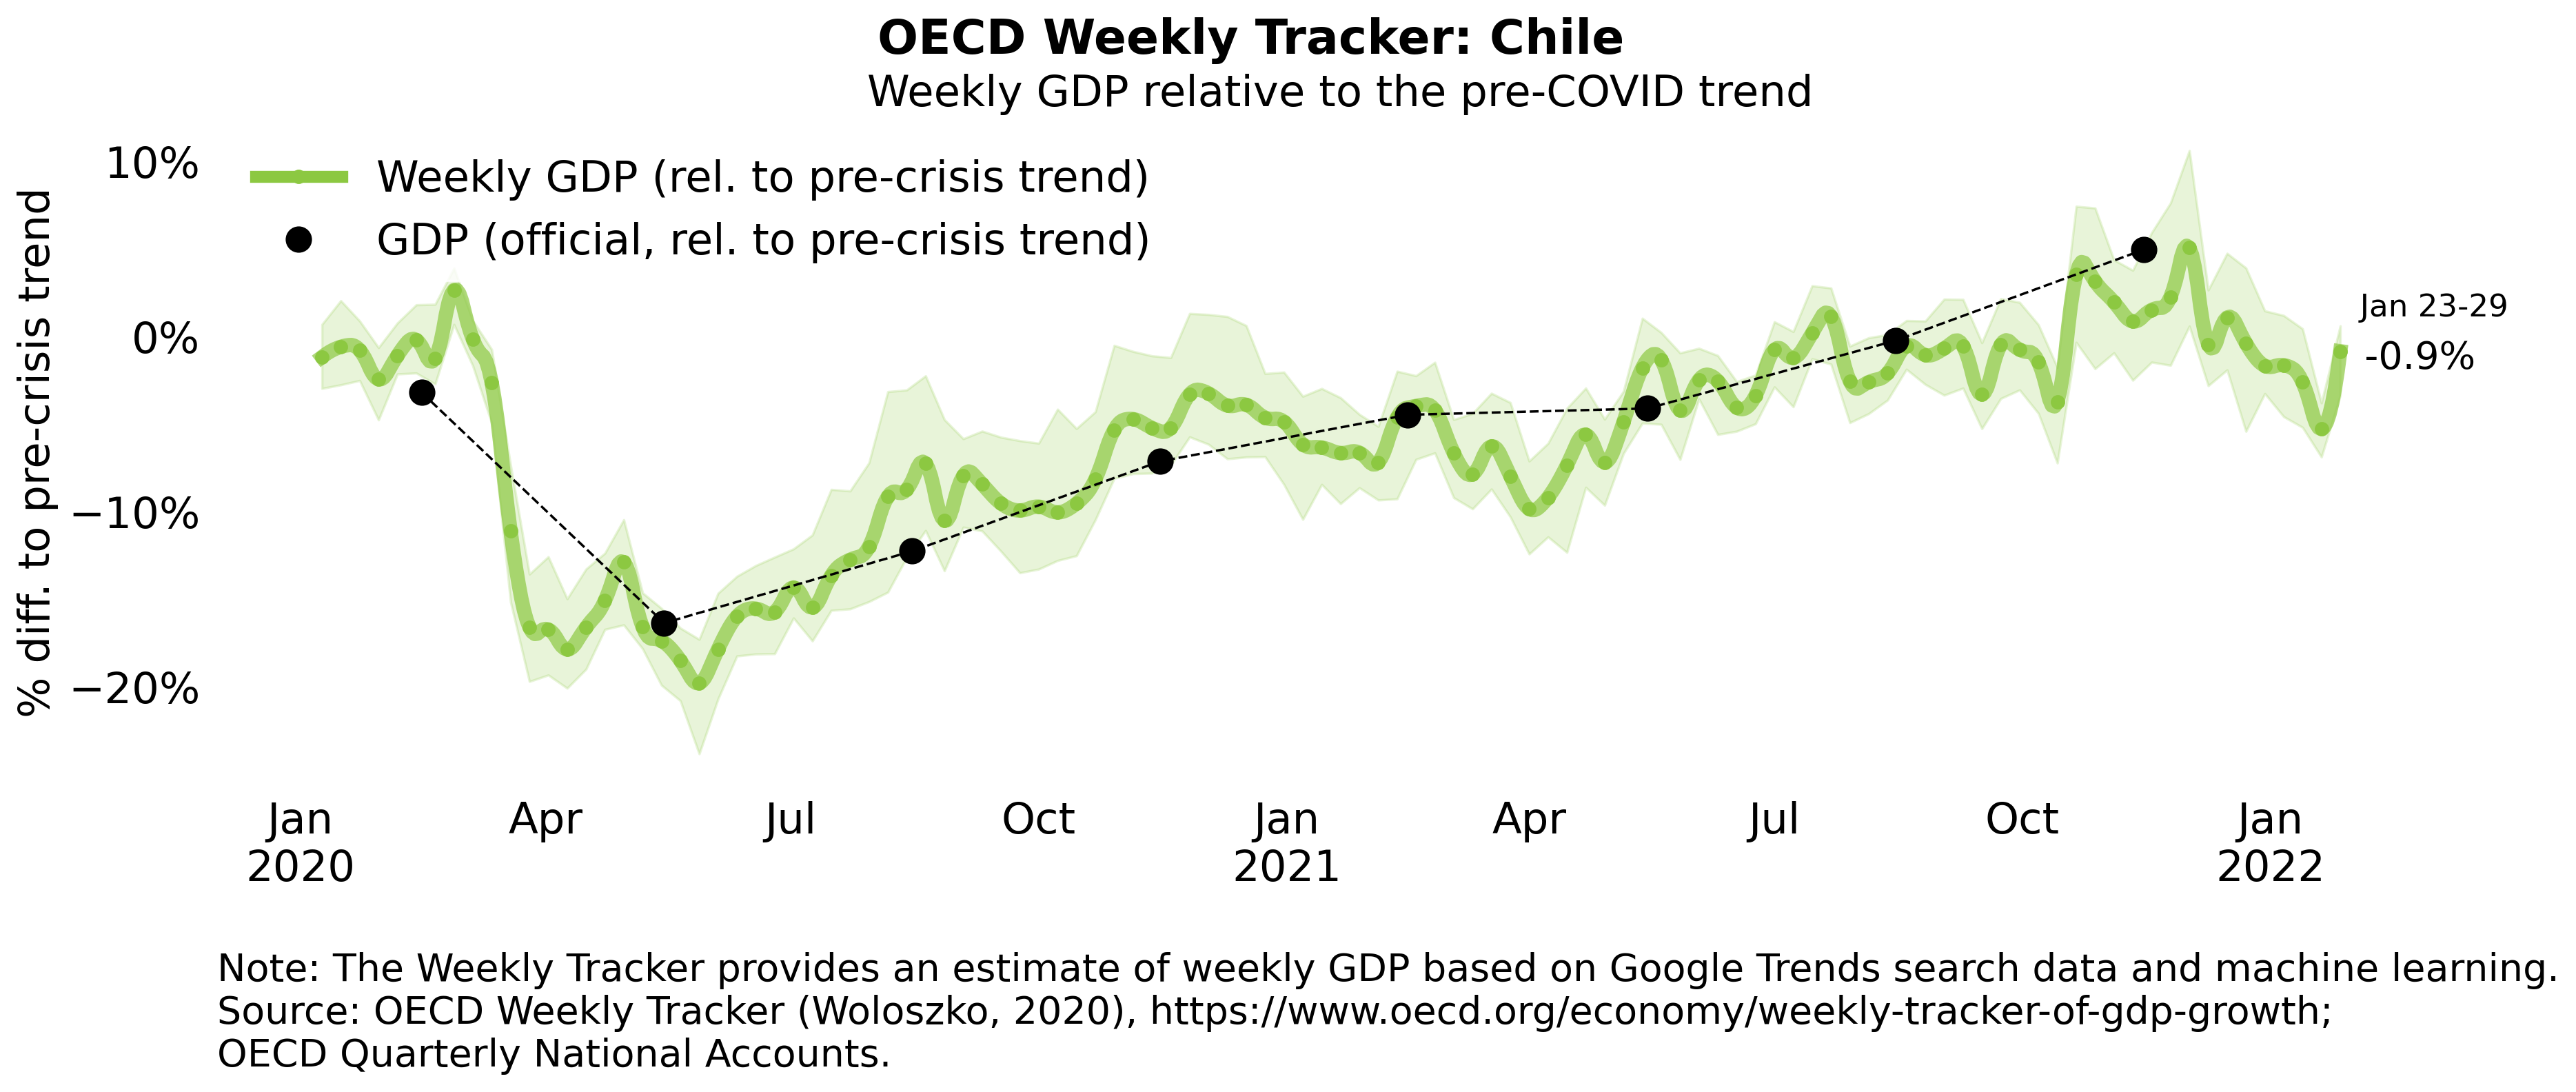 OECD Weekly Tracker: Chile
Weekly GDP relative to the pre-COVID trend
% diff. to pre-crisis trend
10%
0%
−10%
−20%
Weekly GDP (rel. to pre-crisis trend)
GDP (official, rel. to pre-crisis trend)
Jan 23-29
-0.9%
Jan Apr Jul Oct Jan Apr Jul Oct Jan
2020 2021 2022
Note: The Weekly Tracker provides an estimate of weekly GDP based on Google Trends search data and machine learning.
Source: OECD Weekly Tracker (Woloszko, 2020), https://www.oecd.org/economy/weekly-tracker-of-gdp-growth;
OECD Quarterly National Accounts.